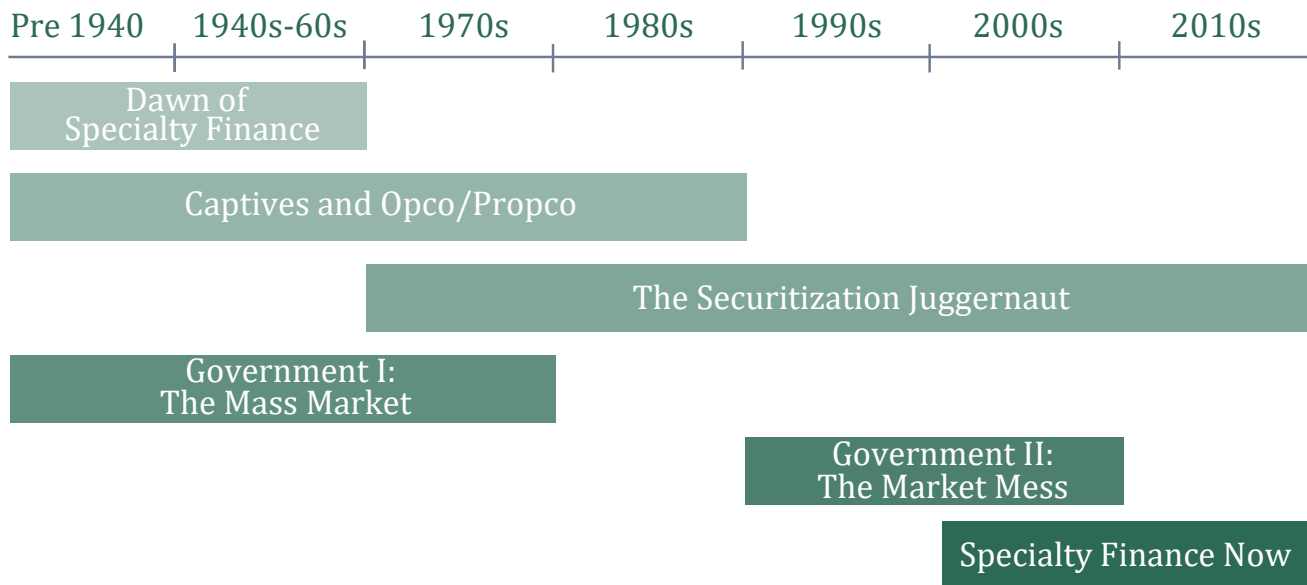 Pre 1940 1940s-60s 1970s 1980s 1990s 2000s 2010s
Dawn of
Specialty Finance
Captives and Opco/Propco
The Securitization Juggernaut
Government I:
The Mass Market
Government II:
The Market Mess
Specialty Finance Now